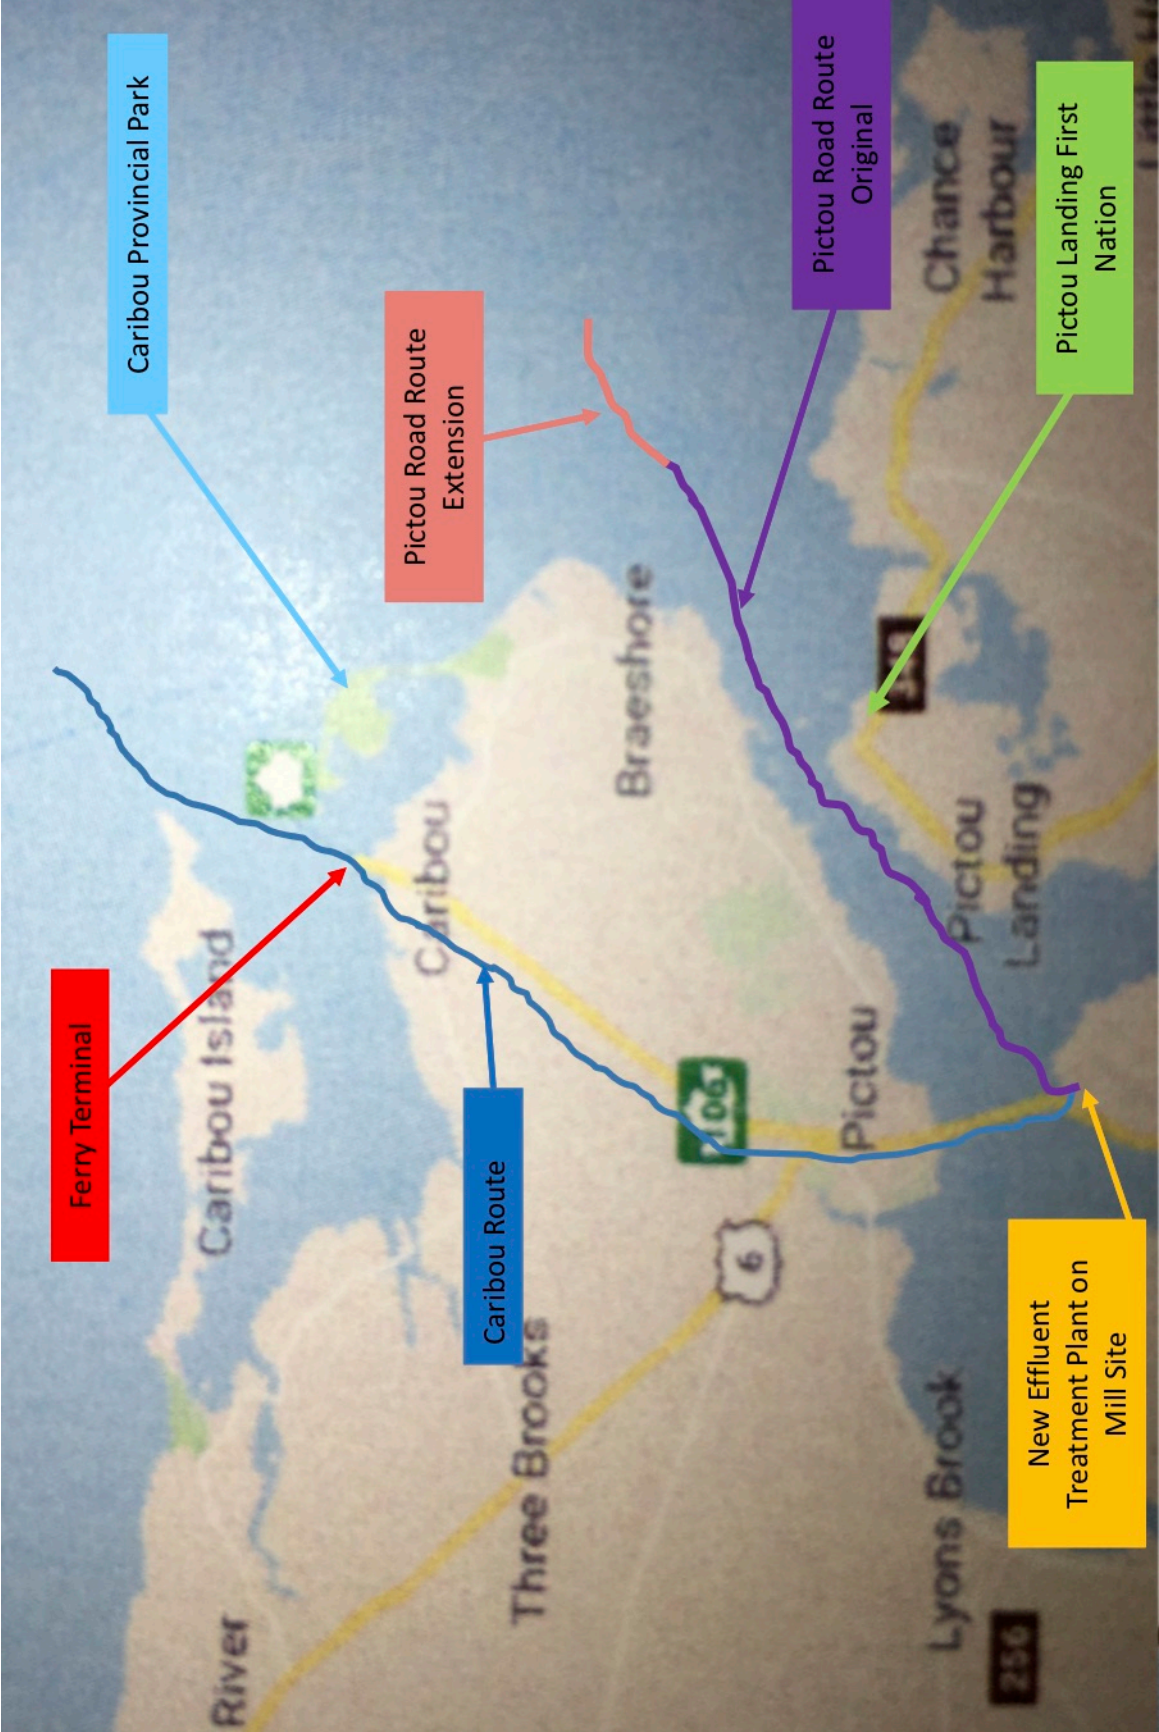 Ferry Terminal
Caribou Provincial Park
River
Caribou Island
Pictou Road Route
Extension
Caribou
Caribou Route
Three Brooks
Braeshore
106
6
Pictou Road Route
Original
Pictou
Lyons Brook
Pictou
Landing
Chance
Harbour
256
New Effluent
Treatment Plant on
Mill Site
Pictou Landing First
Nation